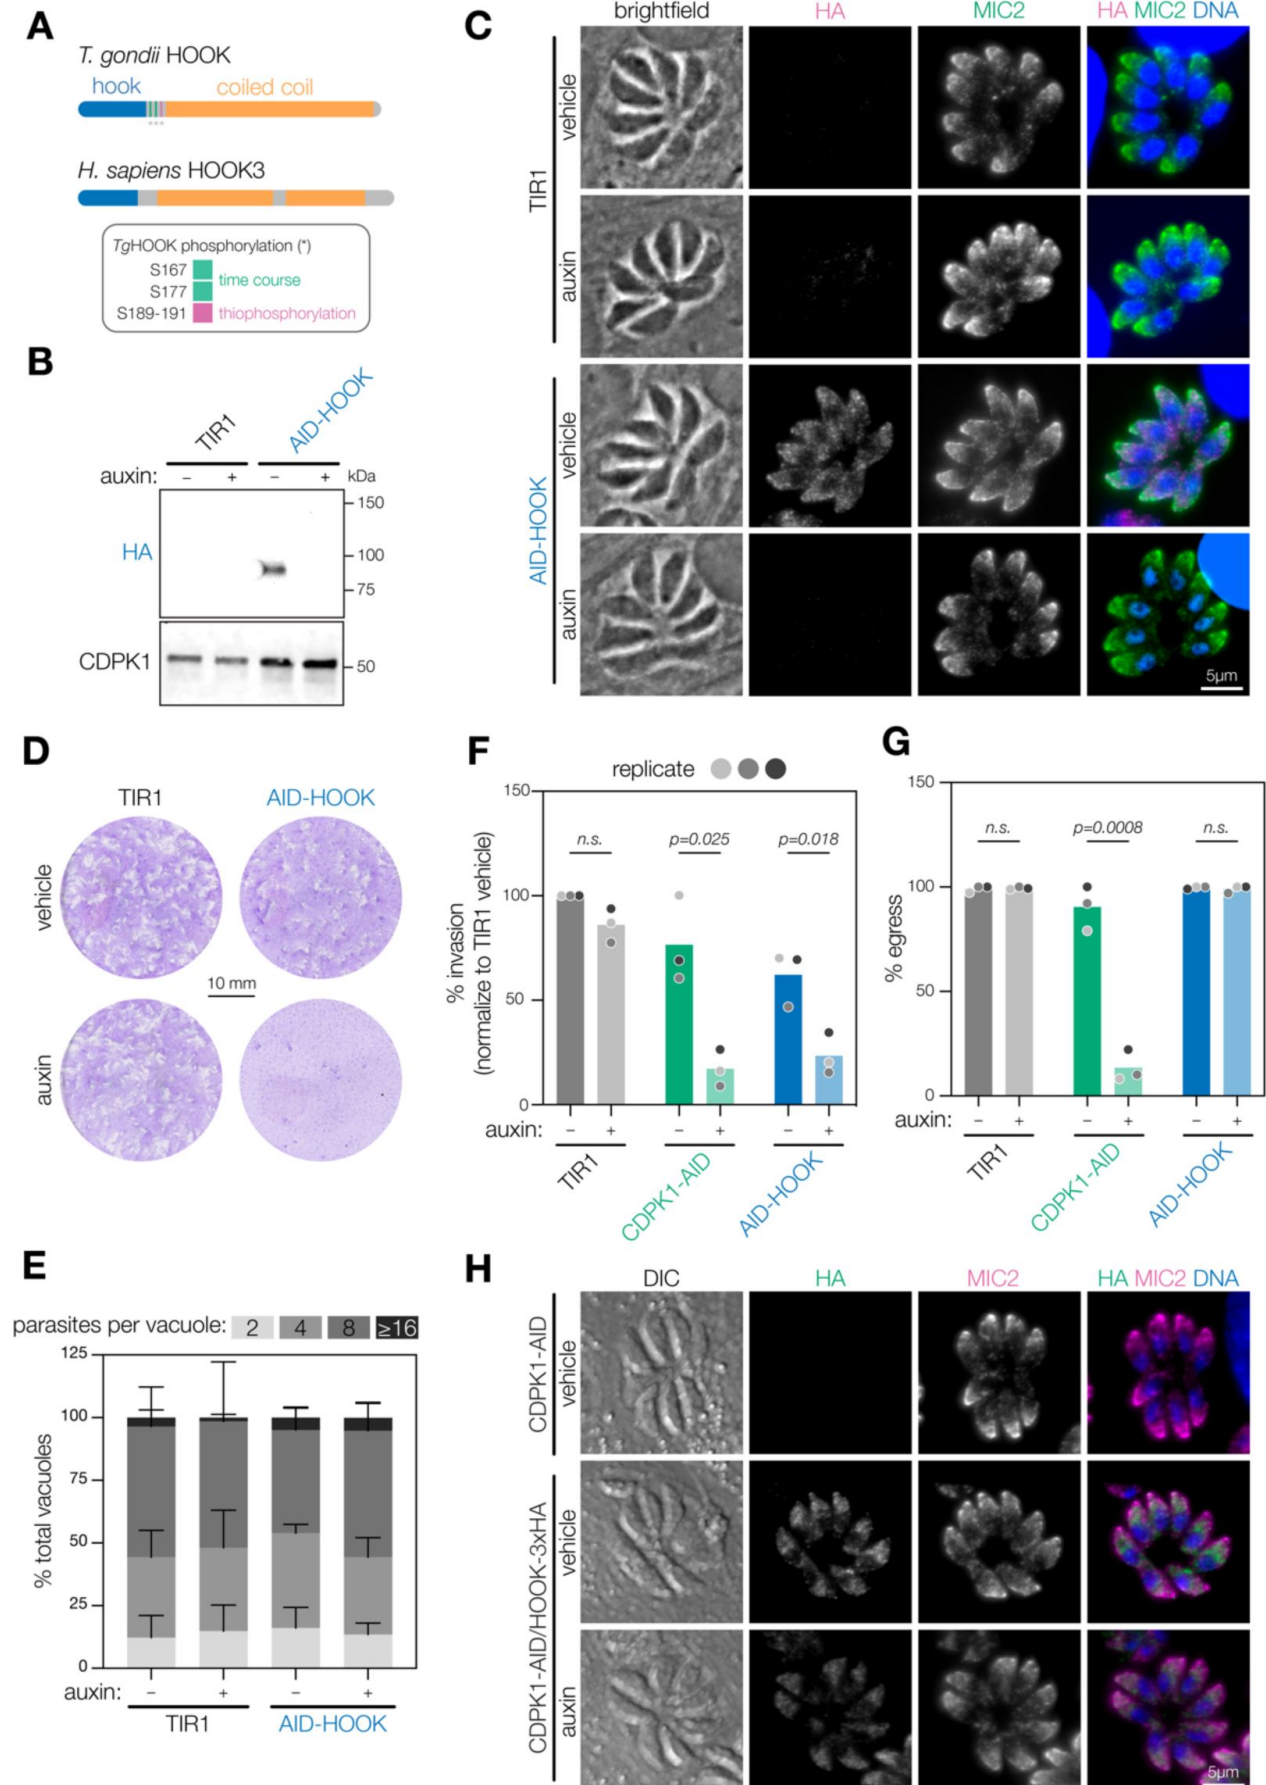 A
T. gondii HOOK
hook
coiled coil
H. sapiens HOOK3
TgHOOK phosphorylation (*)
S167
S177
time course
S189-191
thiophosphorylation
B
TIR1
AID-HOOK
auxin:
– + – +
kDa
150
HA
100
75
CDPK1
50
C
brightfield
HA
MIC2
HA MIC2 DNA
TIR1
vehicle
auxin
AID-HOOK
vehicle
auxin
5µm
D
TIR1
AID-HOOK
vehicle
10 mm
auxin
E
parasites per vacuole: 2 4 8 ≥16
% total vacuoles
125
100
75
50
25
0
auxin: – + – +
TIR1
AID-HOOK
F
replicate
% invasion
(normalize to TIR1 vehicle)
150
100
50
0
n.s.
p=0.025
p=0.018
auxin: – + – + – +
TIR1
CDPK1-AID
AID-HOOK
G
% egress
150
100
50
0
n.s.
p=0.0008
n.s.
auxin: – + – + – +
TIR1
CDPK1-AID
AID-HOOK
H
DIC
HA
MIC2
HA MIC2 DNA
CDPK1-AID
vehicle
CDPK1-AID/HOOK-3xHA
vehicle
auxin
5µm